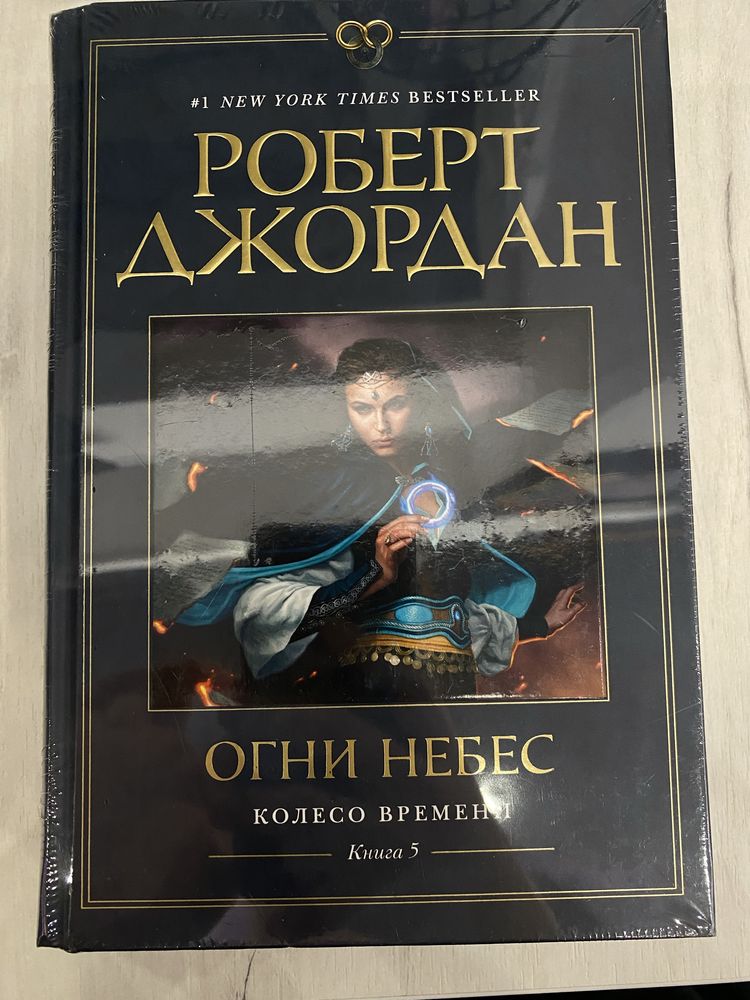 #1 NEW YORK TIMES BESTSELLER
РОБЕРТ
ДЖОРДАН
ОГНИ НЕБЕС
КОЛЕСО ВРЕМЕНИ
Книга 5